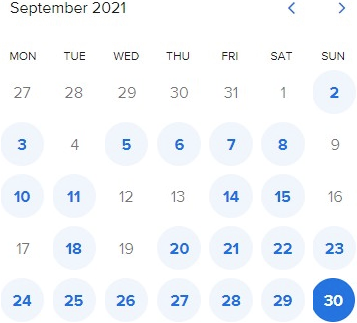 September 2021
MON TUE WED THU FRI SAT SUN
27 28 29 30 31 1 2
3 4 5 6 7 8 9
10 11 12 13 14 15 16
17 18 19 20 21 22 23
24 25 26 27 28 29 30